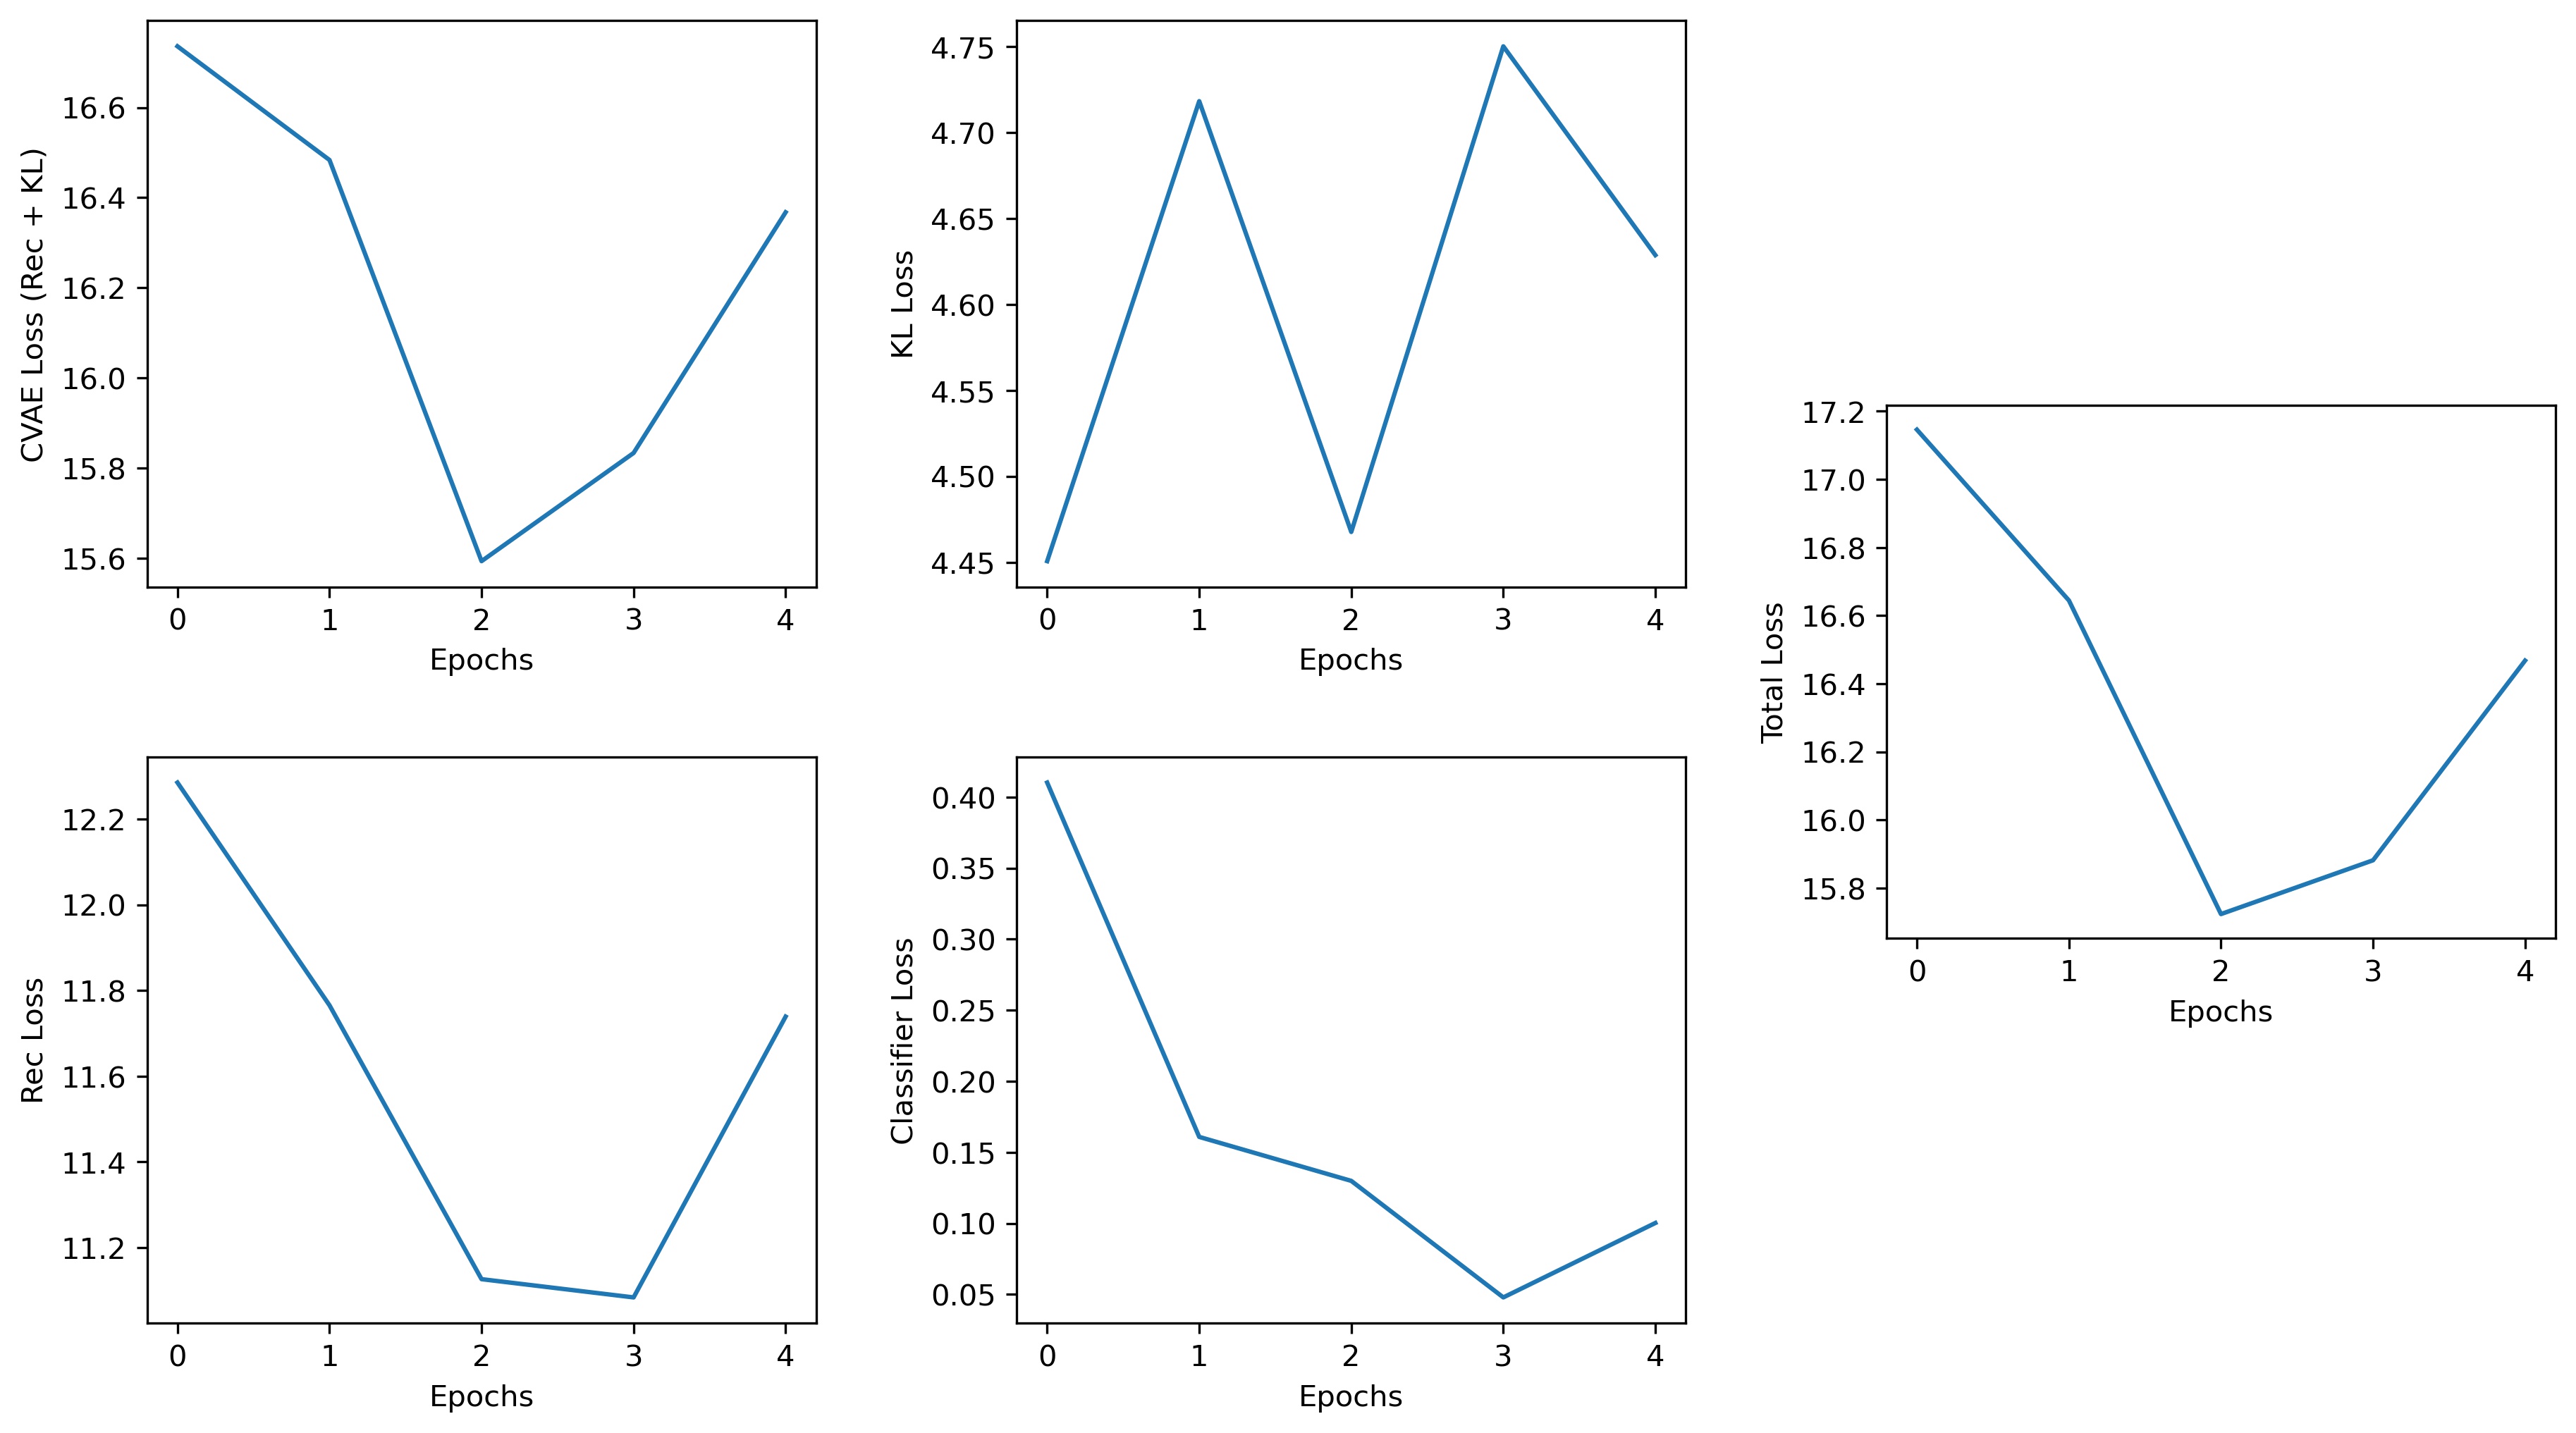 CVAE Loss (Rec + KL)
16.6
16.4
16.2
16.0
15.8
15.6
0 1 2 3 4
Epochs
KL Loss
4.75
4.70
4.65
4.60
4.55
4.50
4.45
0 1 2 3 4
Epochs
Rec Loss
12.2
12.0
11.8
11.6
11.4
11.2
0 1 2 3 4
Epochs
Classifier Loss
0.40
0.35
0.30
0.25
0.20
0.15
0.10
0.05
0 1 2 3 4
Epochs
Total Loss
17.2
17.0
16.8
16.6
16.4
16.2
16.0
15.8
0 1 2 3 4
Epochs